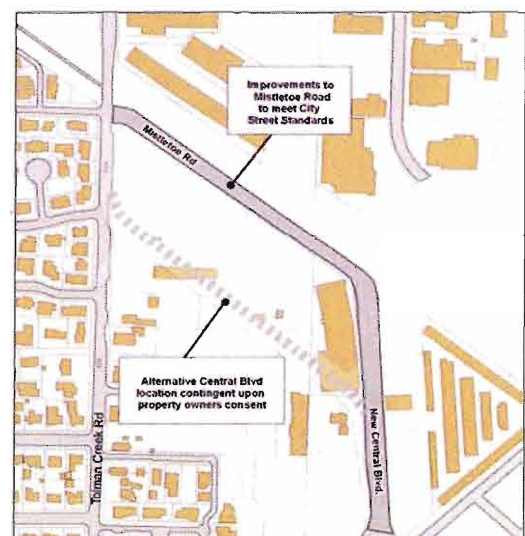 Improvements to
Mistletoe Road
to meet City
Street Standards
Mistletoe Rd
Alternative Central Blvd
location contingent upon
property owners consent
New Central Blvd.
Tolman Creek Rd